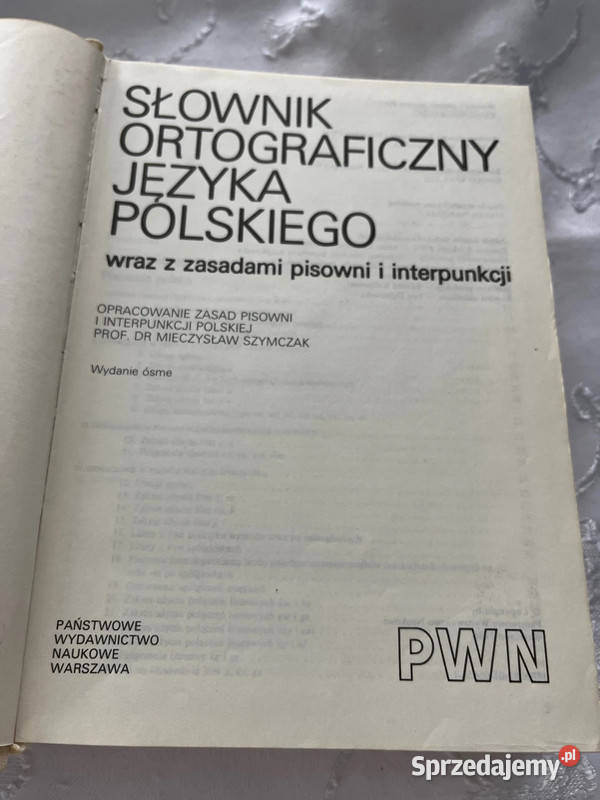 SŁOWNIK
ORTOGRAFICZNY
JĘZYKA
POLSKIEGO
wraz z zasadami pisowni i interpunkcji
OPRACOWANIE ZASAD PISOWNI
I INTERPUNKCJI POLSKIEJ
PROF. DR MIECZYSŁAW SZYMCZAK
Wydanie ósme
PAŃSTWOWE
WYDAWNICTWO
NAUKOWE
WARSZAWA
PWN
Sprzedajemy.pl